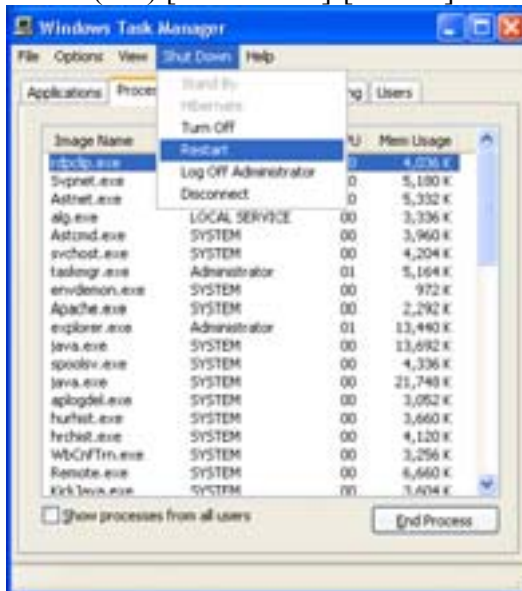 Windows Task Manager
File Options View Shut Down Help
Applications Users
Stand By
Hibernate
Turn Off
Restart
Log Off Administrator
Disconnect
Image Name Mem Usage
rdpclip.exe 4,036 K
Svpnet.exe 5,180 K
Astnet.exe 5,332 K
alg.exe LOCAL SERVICE 00 3,336 K
Astcmd.exe SYSTEM 00 3,960 K
svchost.exe SYSTEM 00 4,204 K
taskmgr.exe Administrator 01 5,164 K
envdemon.exe SYSTEM 00 972 K
Apache.exe SYSTEM 00 2,292 K
explorer.exe Administrator 01 13,440 K
java.exe SYSTEM 00 13,692 K
spoolsv.exe SYSTEM 00 4,336 K
java.exe SYSTEM 00 21,748 K
aplogdel.exe SYSTEM 00 3,052 K
hurhist.exe SYSTEM 00 3,660 K
hrchist.exe SYSTEM 00 4,120 K
WbCnFTrn.exe SYSTEM 00 3,256 K
Remote.exe SYSTEM 00 6,660 K
KickJava.exe SYSTEM 00 3,604 K
Show processes from all users End Process